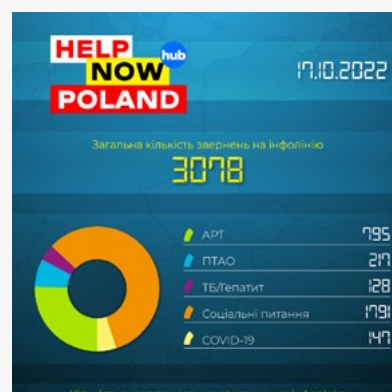 HELP
NOW hub
POLAND
17.10.2022
Загальна кількість звернень на інфолінію
3078
АРТ 795
ПТАО 217
ТБ/Гепатит 128
Соціальні питання 1791
COVID-19 147